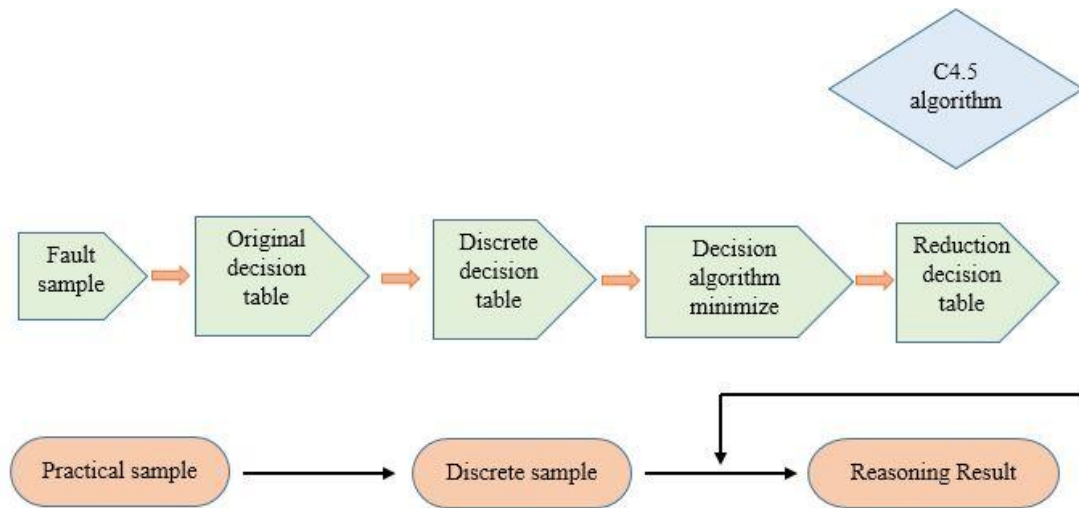 C4.5
algorithm
Fault
sample
Original
decision
table
Discrete
decision
table
Decision
algorithm
minimize
Reduction
decision
table
Practical sample
Discrete sample
Reasoning Result